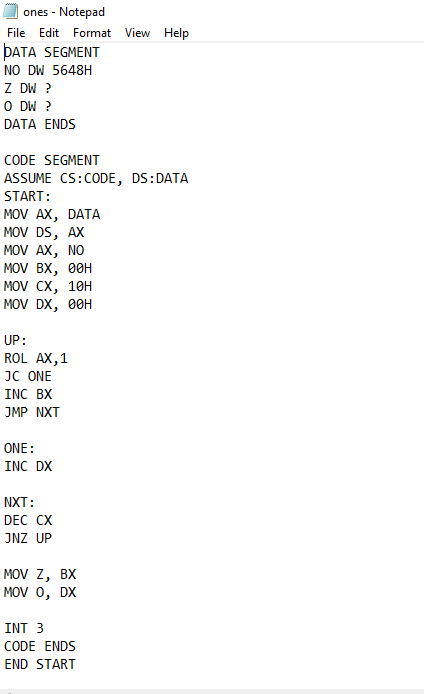 ones - Notepad
File Edit Format View Help
DATA SEGMENT
NO DW 5648H
Z DW ?
O DW ?
DATA ENDS
CODE SEGMENT
ASSUME CS:CODE, DS:DATA
START:
MOV AX, DATA
MOV DS, AX
MOV AX, NO
MOV BX, 00H
MOV CX, 10H
MOV DX, 00H
UP:
ROL AX,1
JC ONE
INC BX
JMP NXT
ONE:
INC DX
NXT:
DEC CX
JNZ UP
MOV Z, BX
MOV O, DX
INT 3
CODE ENDS
END START